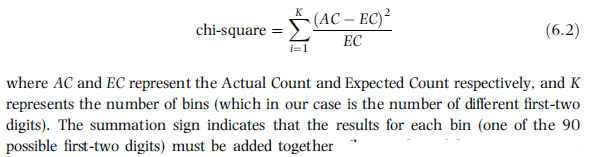 chi-square = \sum_{i=1}^{K} \frac{(AC − EC)^2}{EC} (6.2)
where AC and EC represent the Actual Count and Expected Count respectively, and K
represents the number of bins (which in our case is the number of different first-two
digits). The summation sign indicates that the results for each bin (one of the 90
possible first-two digits) must be added together